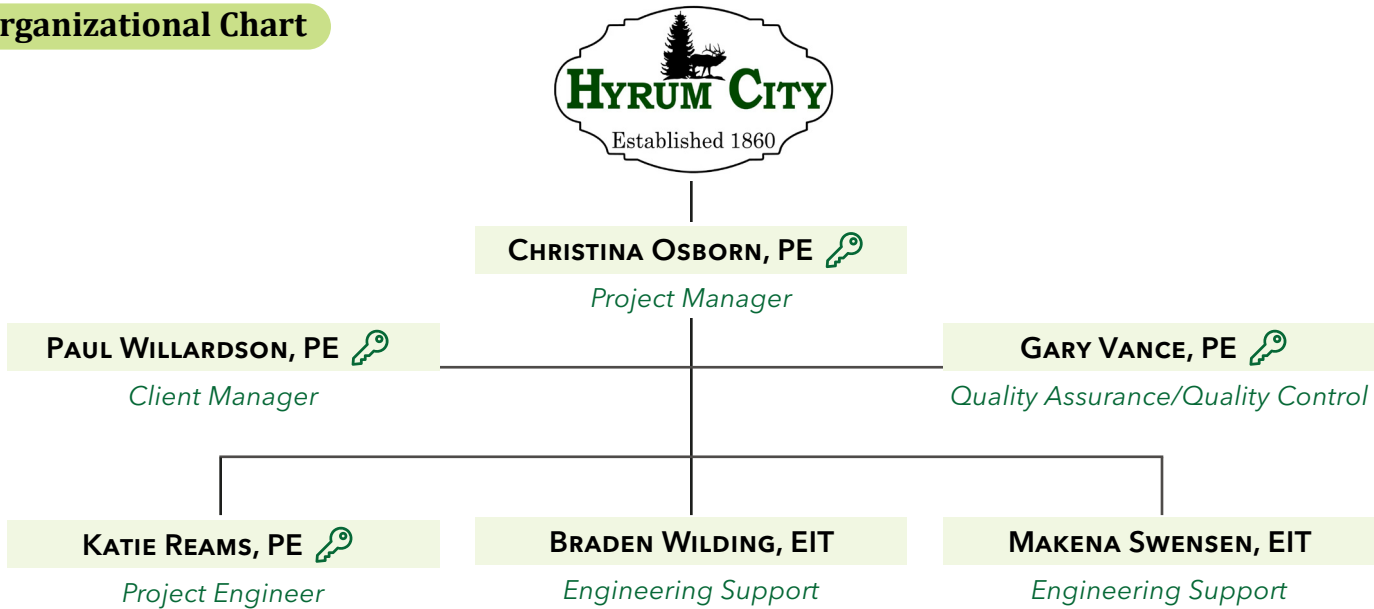 rganizational Chart
HYRUM CITY
Established 1860
CHRISTINA OSBORN, PE
Project Manager
PAUL WILLARDSON, PE
Client Manager
GARY VANCE, PE
Quality Assurance/Quality Control
KATIE REAMS, PE
Project Engineer
BRADEN WILDING, EIT
Engineering Support
MAKENA SWENSEN, EIT
Engineering Support